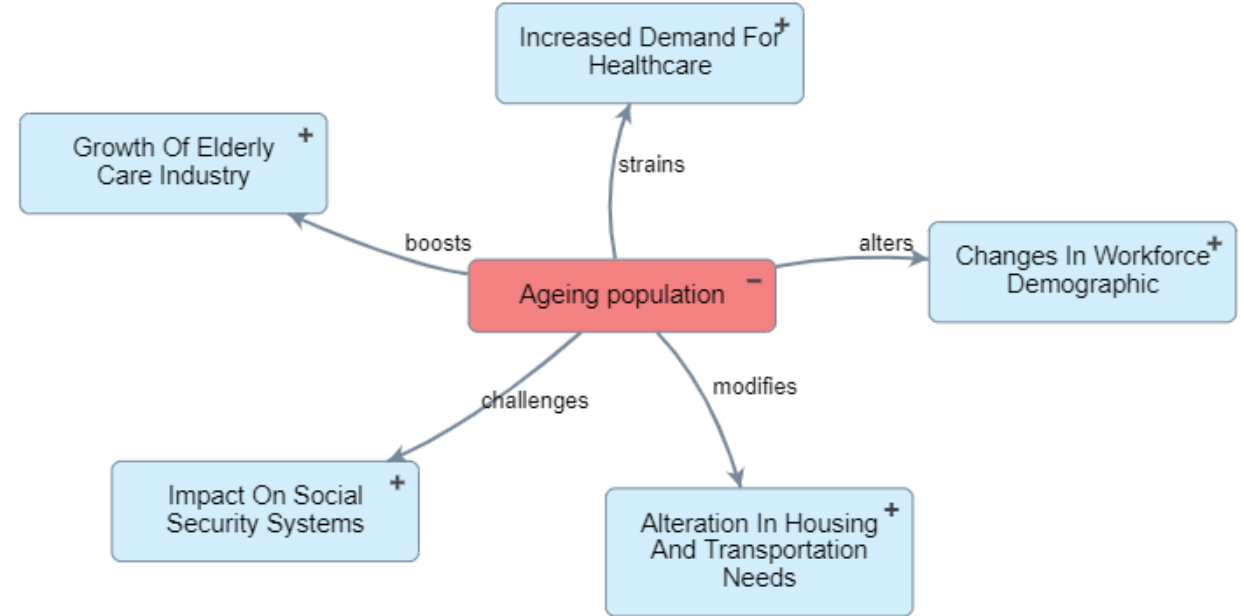 Increased Demand For
Healthcare
+
Growth Of Elderly
Care Industry
+
strains
boosts
alters
Changes In Workforce
Demographic
+
Ageing population
−
challenges
modifies
Impact On Social
Security Systems
+
Alteration In Housing
And Transportation
Needs
+